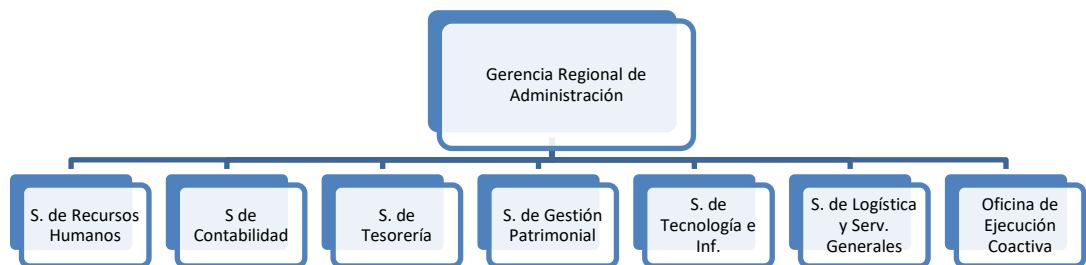 Gerencia Regional de
Administración
S. de Recursos
Humanos
S de
Contabilidad
S. de
Tesorería
S. de Gestión
Patrimonial
S. de
Tecnología e
Inf.
S. de Logística
y Serv.
Generales
Oficina de
Ejecución
Coactiva